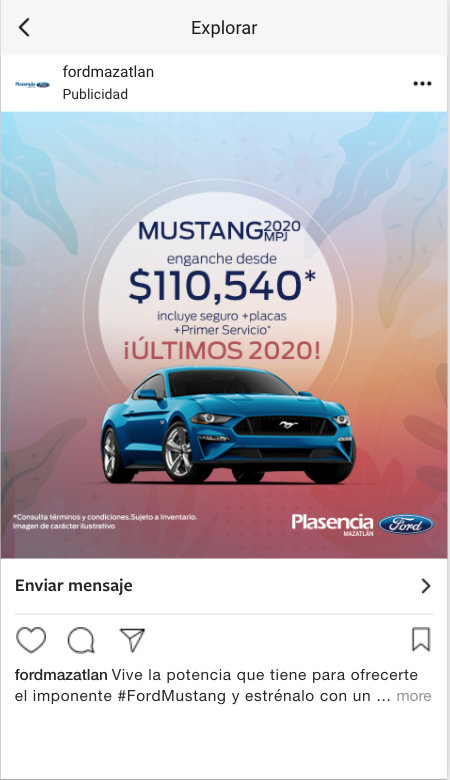 Explorar
fordmazatlan
Publicidad
Plasencia Ford
MUSTANG 2020
MPJ
enganche desde
$110,540*
incluye seguro +placas
+Primer Servicio*
¡ÚLTIMOS 2020!
*Consulta términos y condiciones.Sujeto a inventario.
Imagen de carácter ilustrativo
Plasencia Ford
MAZATLÁN
Enviar mensaje
fordmazatlan Vive la potencia que tiene para ofrecerte
el imponente #FordMustang y estrénalo con un ... more